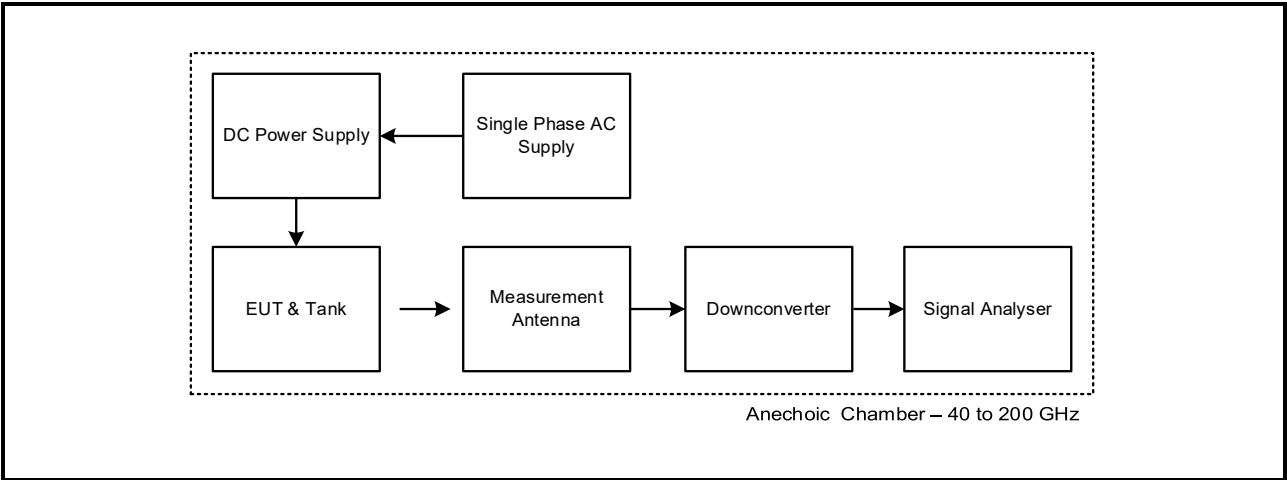 DC Power Supply
Single Phase AC
Supply
EUT & Tank
Measurement
Antenna
Downconverter
Signal Analyser
Anechoic Chamber – 40 to 200 GHz